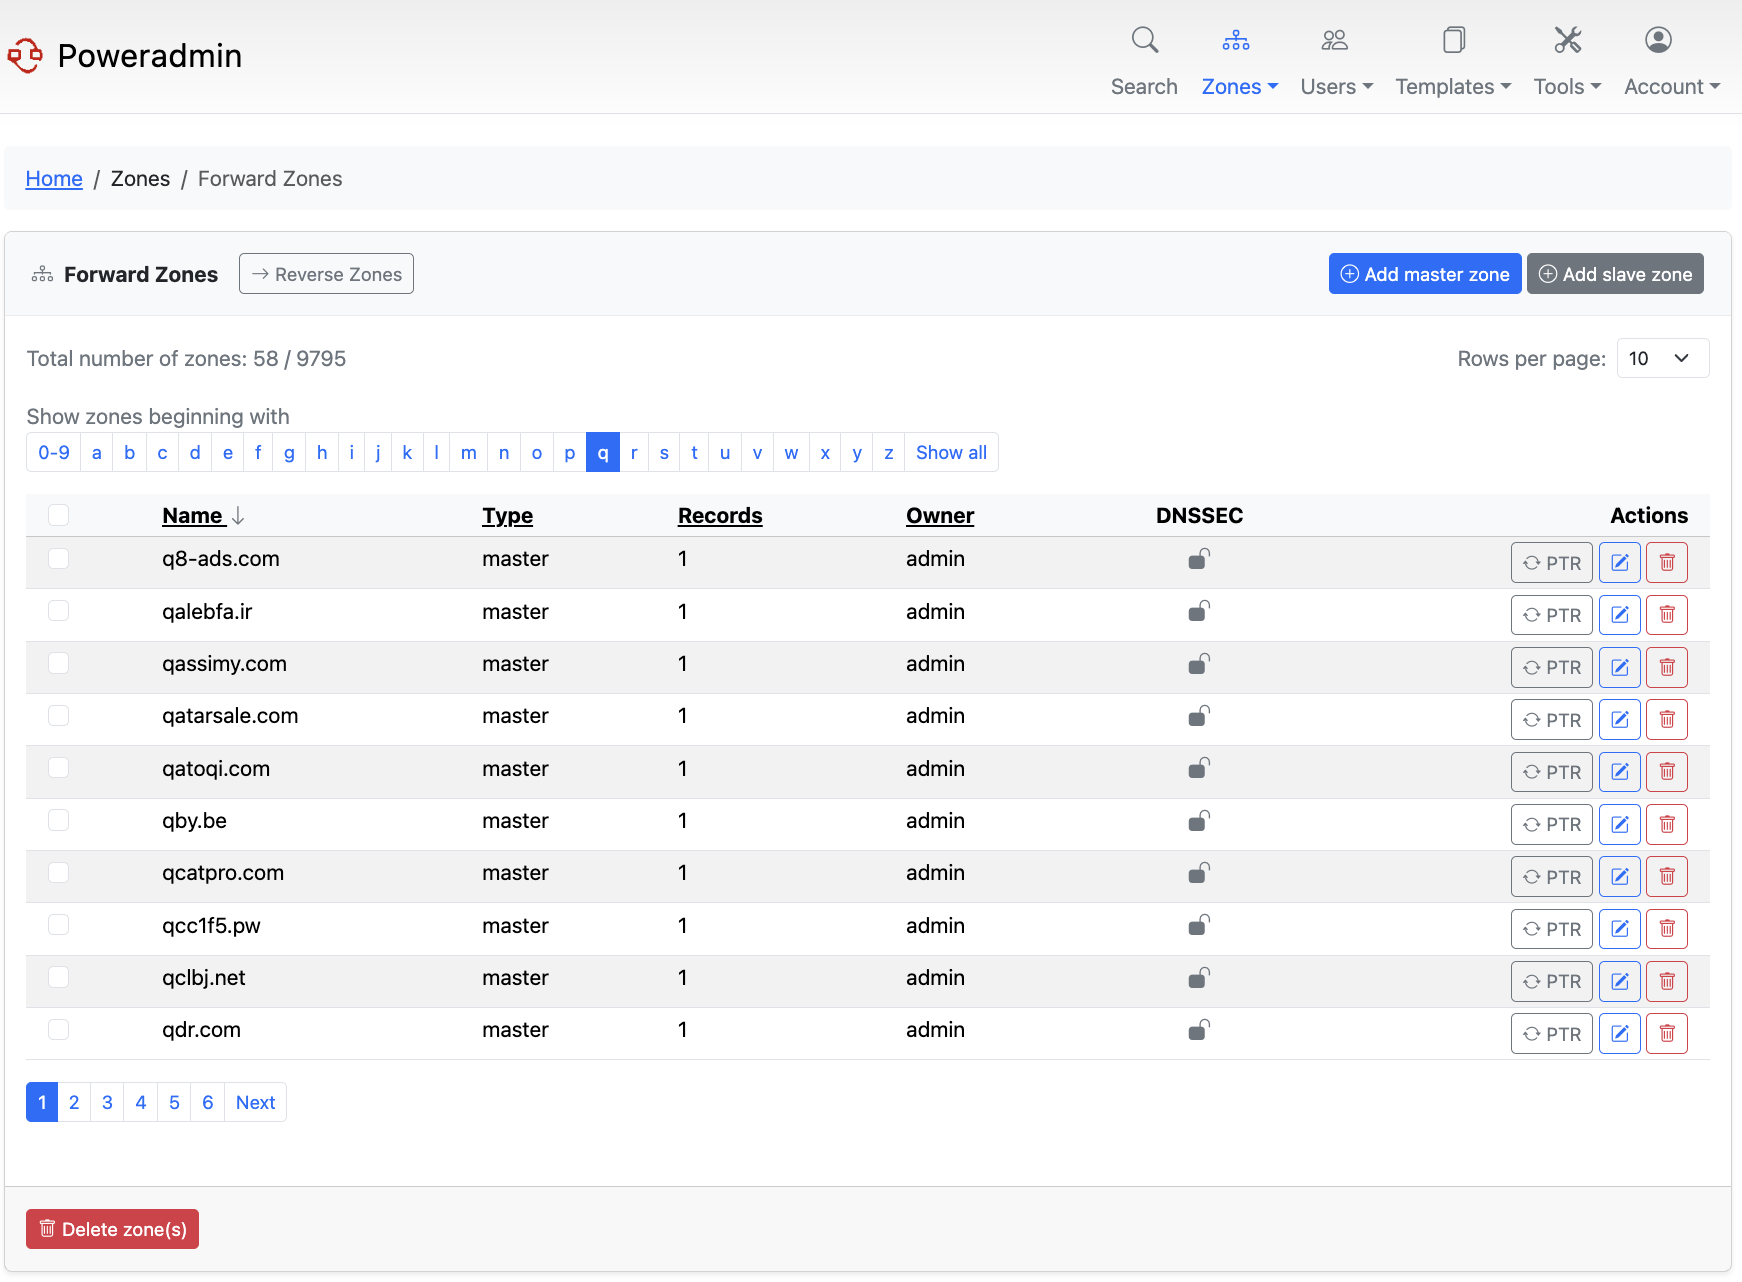 Poweradmin
Search Zones Users Templates Tools Account
Home / Zones / Forward Zones
Forward Zones → Reverse Zones Add master zone Add slave zone
Total number of zones: 58 / 9795 Rows per page: 10
Show zones beginning with
0-9 a b c d e f g h i j k l m n o p q r s t u v w x y z Show all
Name ↓ Type Records Owner DNSSEC Actions
q8-ads.com master 1 admin PTR
qalebfa.ir master 1 admin PTR
qassimy.com master 1 admin PTR
qatarsale.com master 1 admin PTR
qatoqi.com master 1 admin PTR
qby.be master 1 admin PTR
qcatpro.com master 1 admin PTR
qcc1f5.pw master 1 admin PTR
qclbj.net master 1 admin PTR
qdr.com master 1 admin PTR
1 2 3 4 5 6 Next
Delete zone(s)